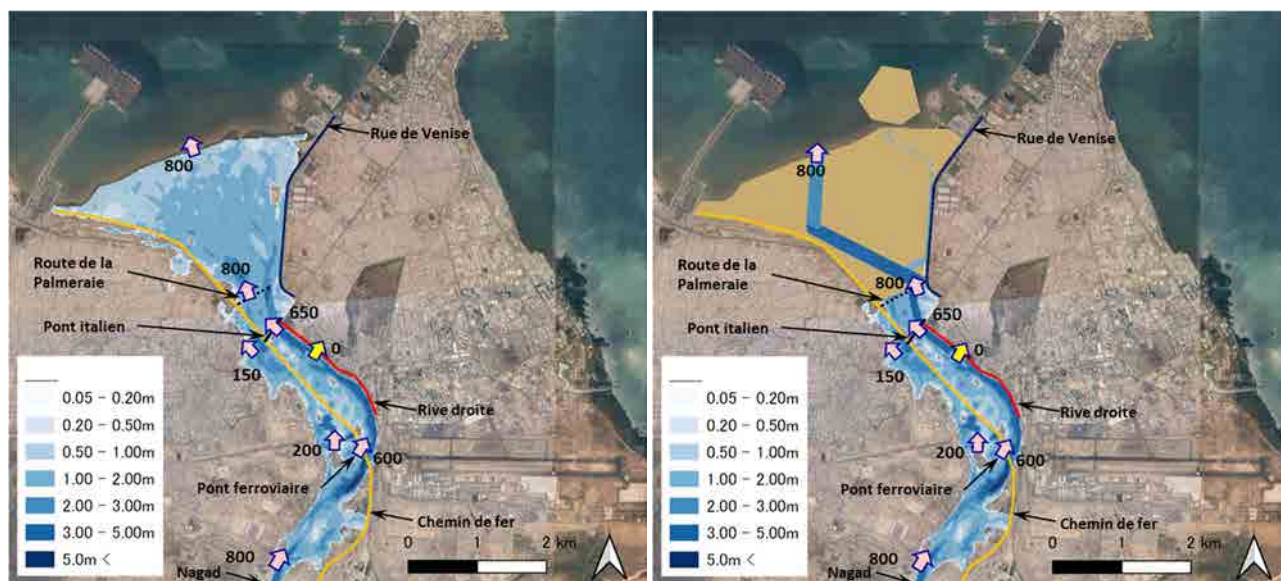 Rue de Venise
800
Route de la
Palmeraie
800
650
Pont italien
0
150
Rive droite
200
600
Pont ferroviaire
Chemin de fer
800
Nagad
0.05 - 0.20m
0.20 - 0.50m
0.50 - 1.00m
1.00 - 2.00m
2.00 - 3.00m
3.00 - 5.00m
5.0m <
0 1 2 km
Rue de Venise
800
Route de la
Palmeraie
800
650
Pont italien
0
150
Rive droite
200
600
Pont ferroviaire
Chemin de fer
800
Nagad
0.05 - 0.20m
0.20 - 0.50m
0.50 - 1.00m
1.00 - 2.00m
2.00 - 3.00m
3.00 - 5.00m
5.0m <
0 1 2 km